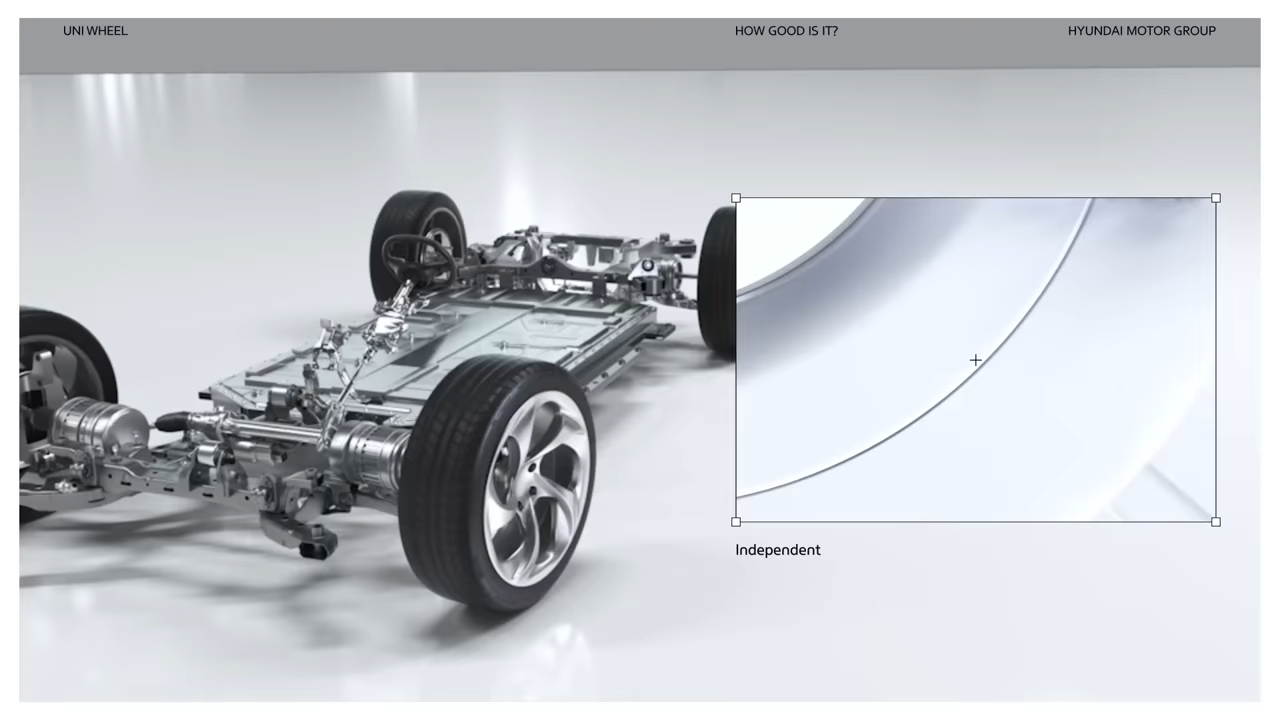 UNI WHEEL
HOW GOOD IS IT?
HYUNDAI MOTOR GROUP
Independent